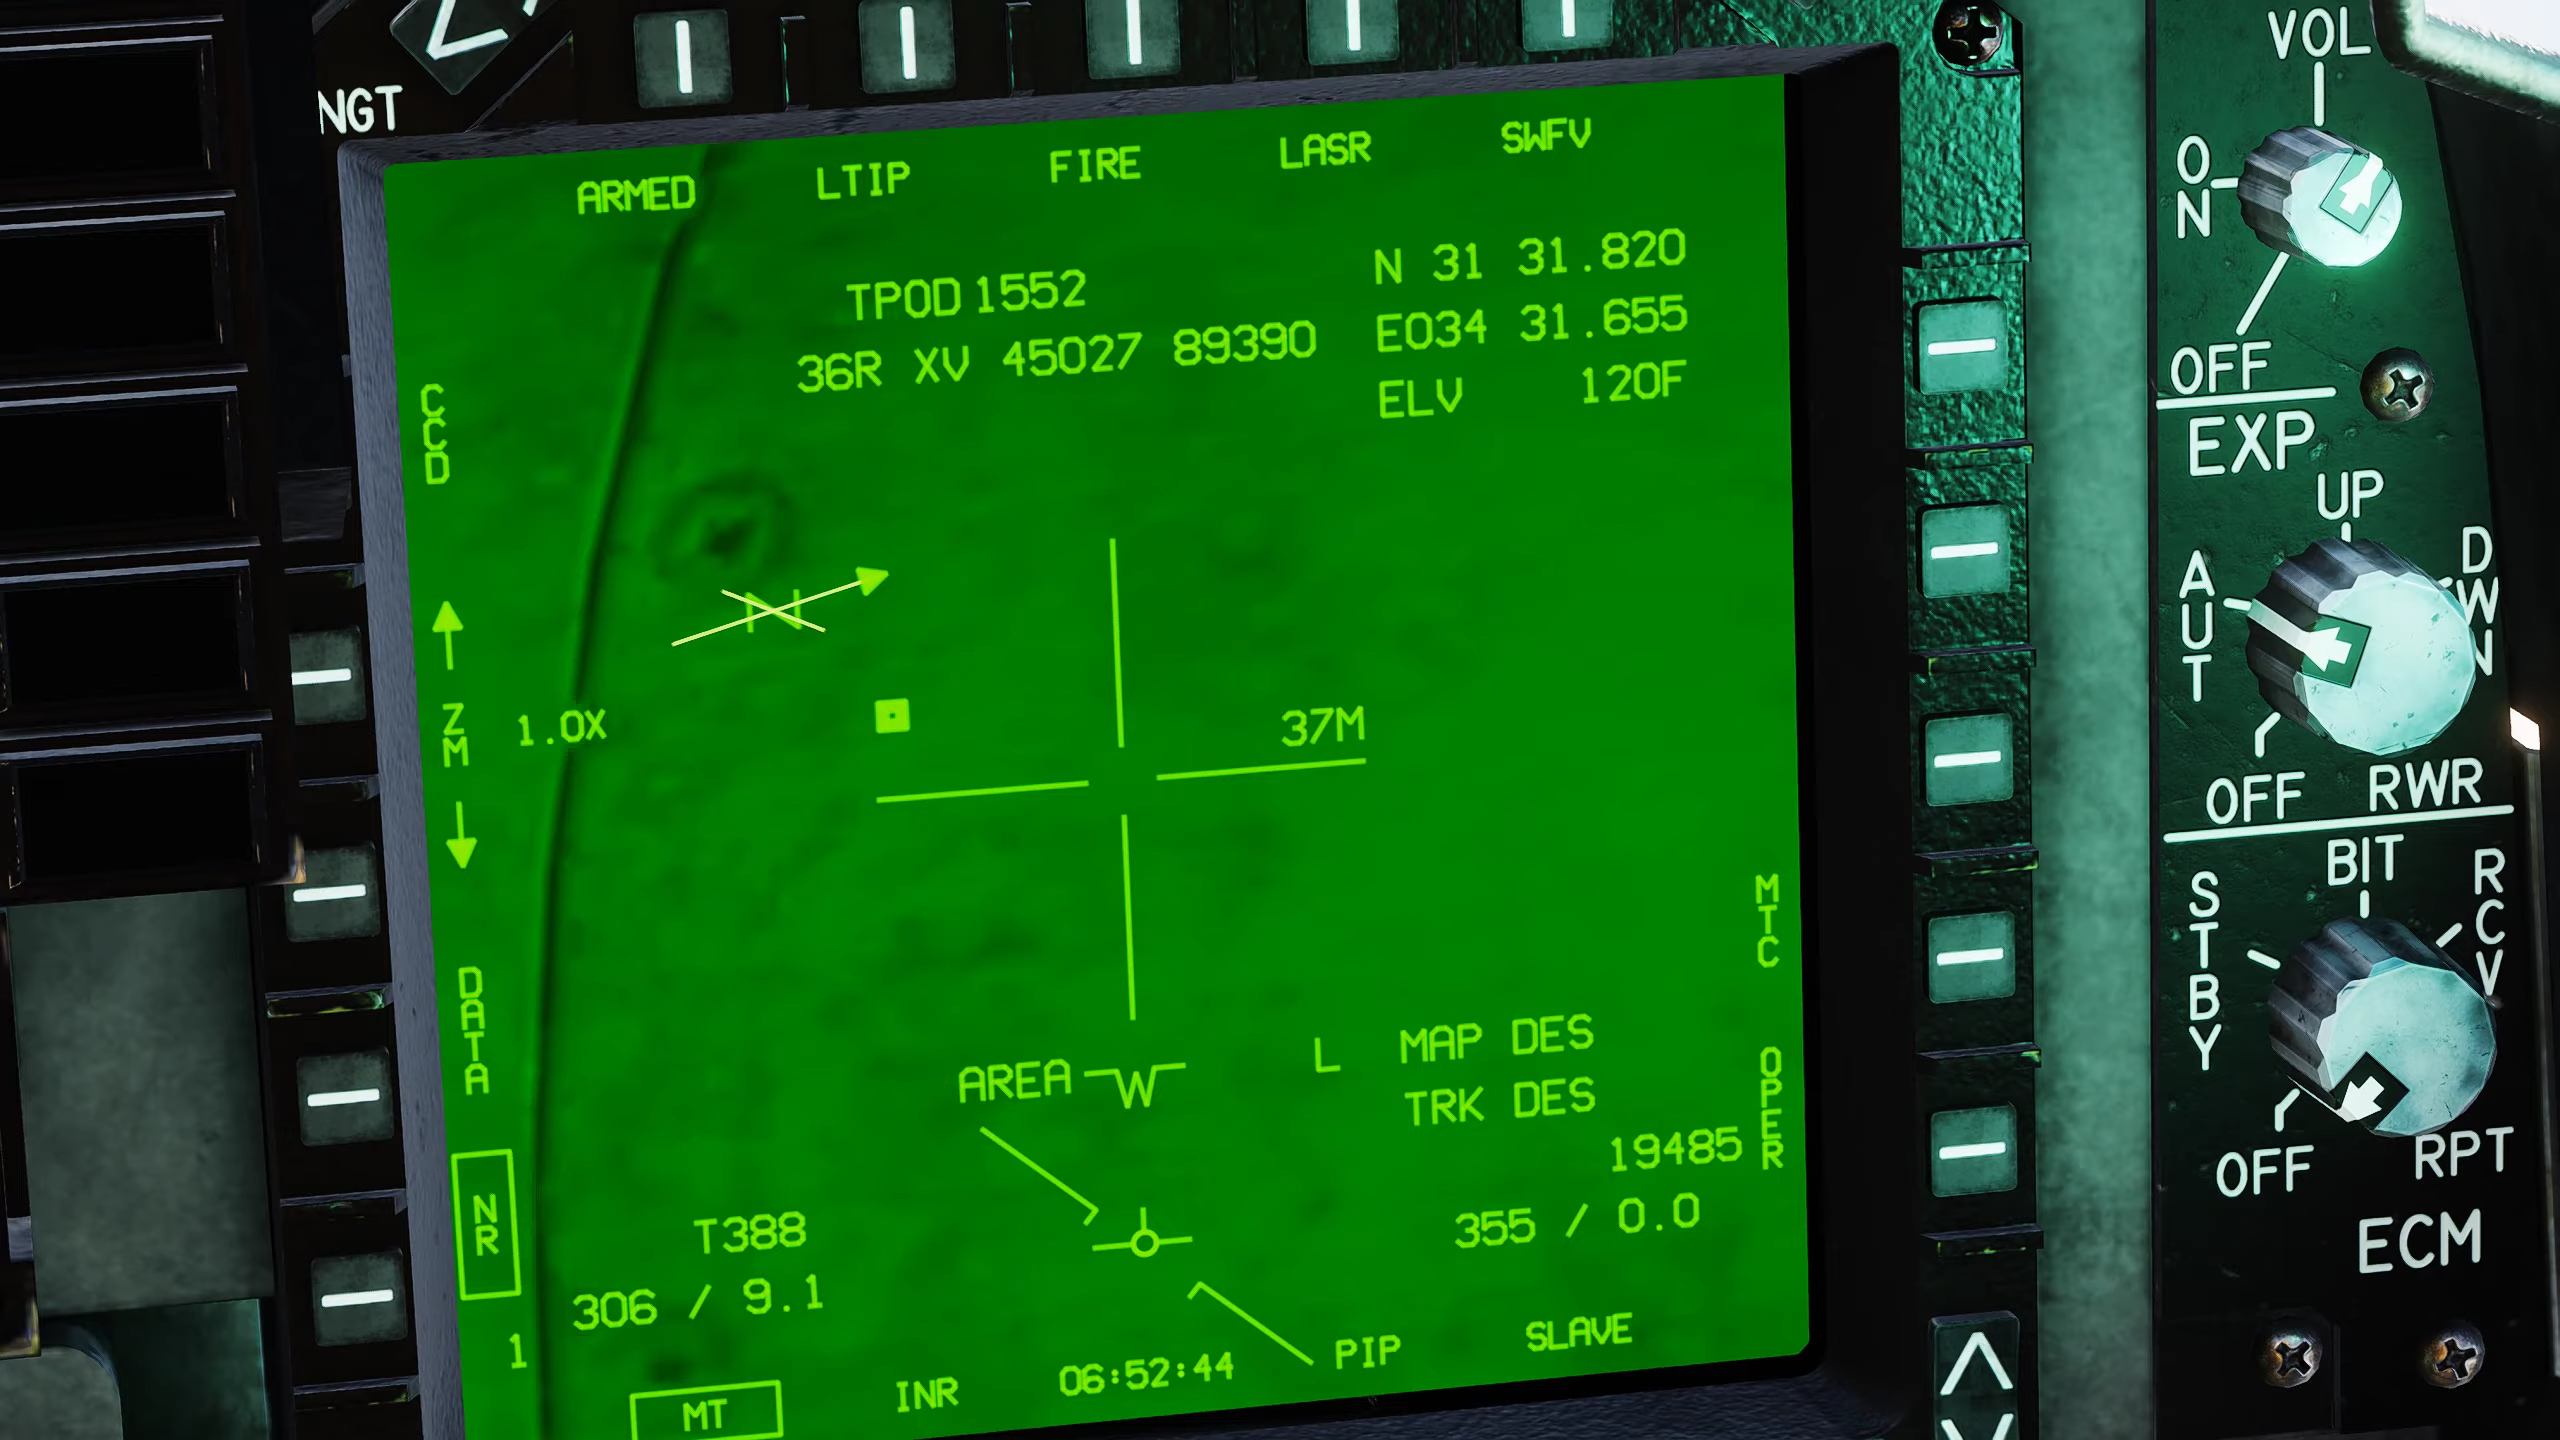 NGT
ARMED LTIP FIRE LASR SWFV
TPOD 1552
36R XV 45027 89390
N 31 31.820
E034 31.655
ELV 120F
CCD
N
ZM
1.0X
37M
MTC
DATA
AREA W
L MAP DES
TRK DES
OPER
19485
355 / 0.0
NR
T388
306 / 9.1
1
MT INR 06:52:44 PIP SLAVE
VOL
ON
OFF
EXP
UP
AUT
DWN
OFF RWR
BIT
STBY
RCV
OFF RPT
ECM